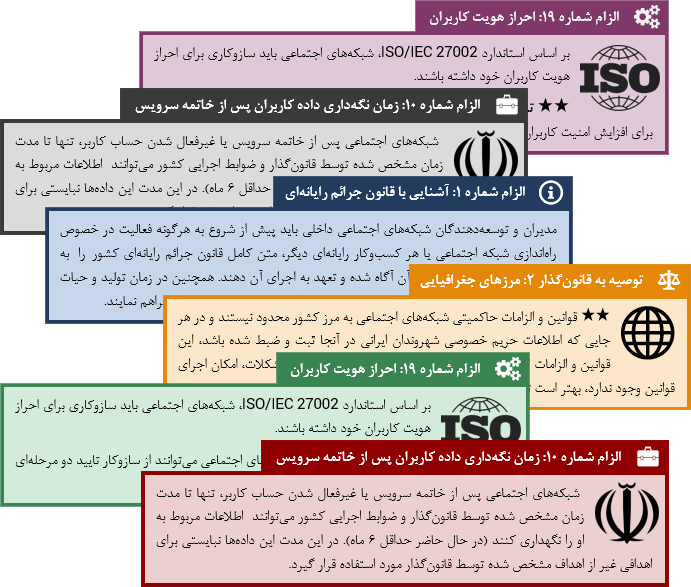 الزام شماره ۱۹: احراز هویت کاربران
بر اساس استاندارد ISO/IEC 27002، شبکه‌های اجتماعی باید سازوکاری برای احراز
هویت کاربران خود داشته باشند.
ISO
★★
برای افزایش امنیت کاربران
الزام شماره ۱۰: زمان نگه‌داری داده کاربران پس از خاتمه سرویس
شبکه‌های اجتماعی پس از خاتمه سرویس یا غیرفعال شدن حساب کاربر، تنها تا مدت
زمان مشخص شده توسط قانون‌گذار و ضوابط اجرایی کشور می‌توانند اطلاعات مربوط به
حداقل ۶ ماه). در این مدت این داده‌ها نبایستی برای
الزام شماره ۱: آشنایی با قانون جرائم رایانه‌ای
مدیران و توسعه‌دهندگان شبکه‌های اجتماعی داخلی باید پیش از شروع به هرگونه فعالیت در خصوص
راه‌اندازی شبکه اجتماعی یا هر کسب‌وکار رایانه‌ای دیگر، متن کامل قانون جرائم رایانه‌ای کشور را به
آن آگاه شده و تعهد به اجرای آن دهند. همچنین در زمان تولید و حیات
فراهم نمایند.
توصیه به قانون‌گذار ۲: مرزهای جغرافیایی
★★ قوانین و الزامات حاکمیتی شبکه‌های اجتماعی به مرز کشور محدود نیستند و در هر
جایی که اطلاعات حریم خصوصی شهروندان ایرانی در آنجا ثبت و ضبط شده باشد، این
قوانین و الزامات
شکلات، امکان اجرای
قوانین وجود ندارد، بهتر است
الزام شماره ۱۹: احراز هویت کاربران
بر اساس استاندارد ISO/IEC 27002، شبکه‌های اجتماعی باید سازوکاری برای احراز
هویت کاربران خود داشته باشند.
ISO
های اجتماعی می‌توانند از سازوکار تایید دو مرحله‌ای
الزام شماره ۱۰: زمان نگه‌داری داده کاربران پس از خاتمه سرویس
شبکه‌های اجتماعی پس از خاتمه سرویس یا غیرفعال شدن حساب کاربر، تنها تا مدت
زمان مشخص شده توسط قانون‌گذار و ضوابط اجرایی کشور می‌توانند اطلاعات مربوط به
او را نگهداری کنند (در حال حاضر حداقل ۶ ماه). در این مدت این داده‌ها نبایستی برای
اهدافی غیر از اهداف مشخص شده توسط قانون‌گذار مورد استفاده قرار گیرد.